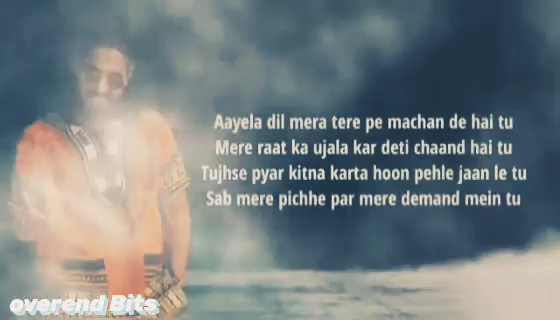 Aayela dil mera tere pe machan de hai tu
Mere raat ka ujala kar deti chaand hai tu
Tujhse pyar kitna karta hoon pehle jaan le tu
Sab mere pichhe par mere demand mein tu
overend Bits